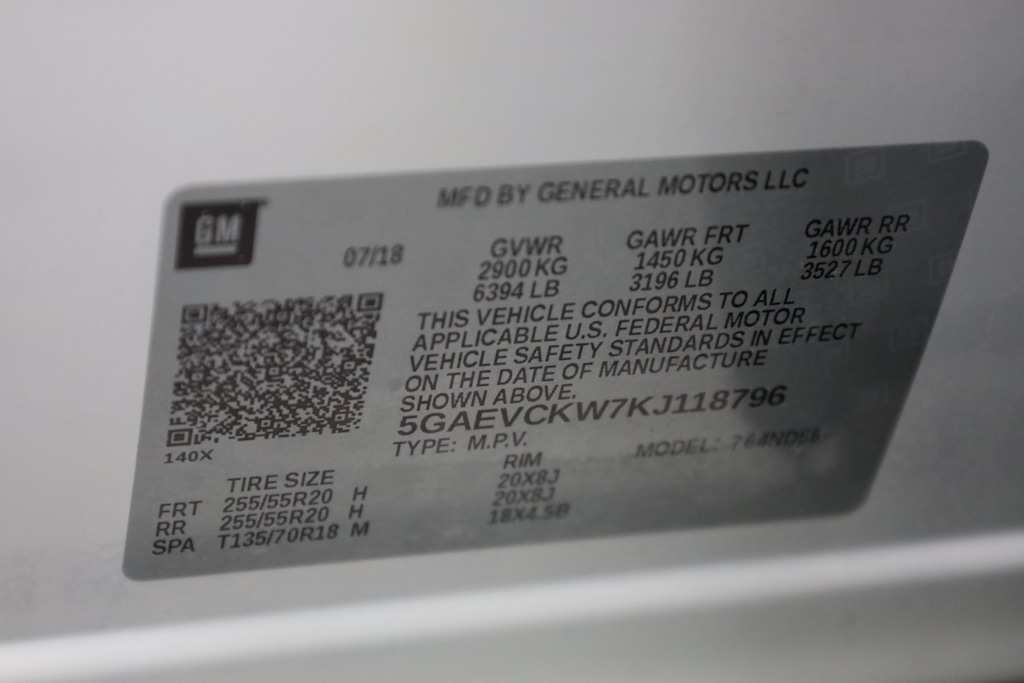 MFD BY GENERAL MOTORS LLC
GM
07/18
GVWR
2900 KG
6394 LB
GAWR FRT
1450 KG
3196 LB
GAWR RR
1600 KG
3527 LB
THIS VEHICLE CONFORMS TO ALL
APPLICABLE U.S. FEDERAL MOTOR
VEHICLE SAFETY STANDARDS IN EFFECT
ON THE DATE OF MANUFACTURE
SHOWN ABOVE.
5GAEVCKW7KJ118796
TYPE: M.P.V.
MODEL:
140X
TIRE SIZE
RIM
FRT 255/55R20 H 20X8J
RR 255/55R20 H 20X8J
SPA T135/70R18 M 18X4.5B